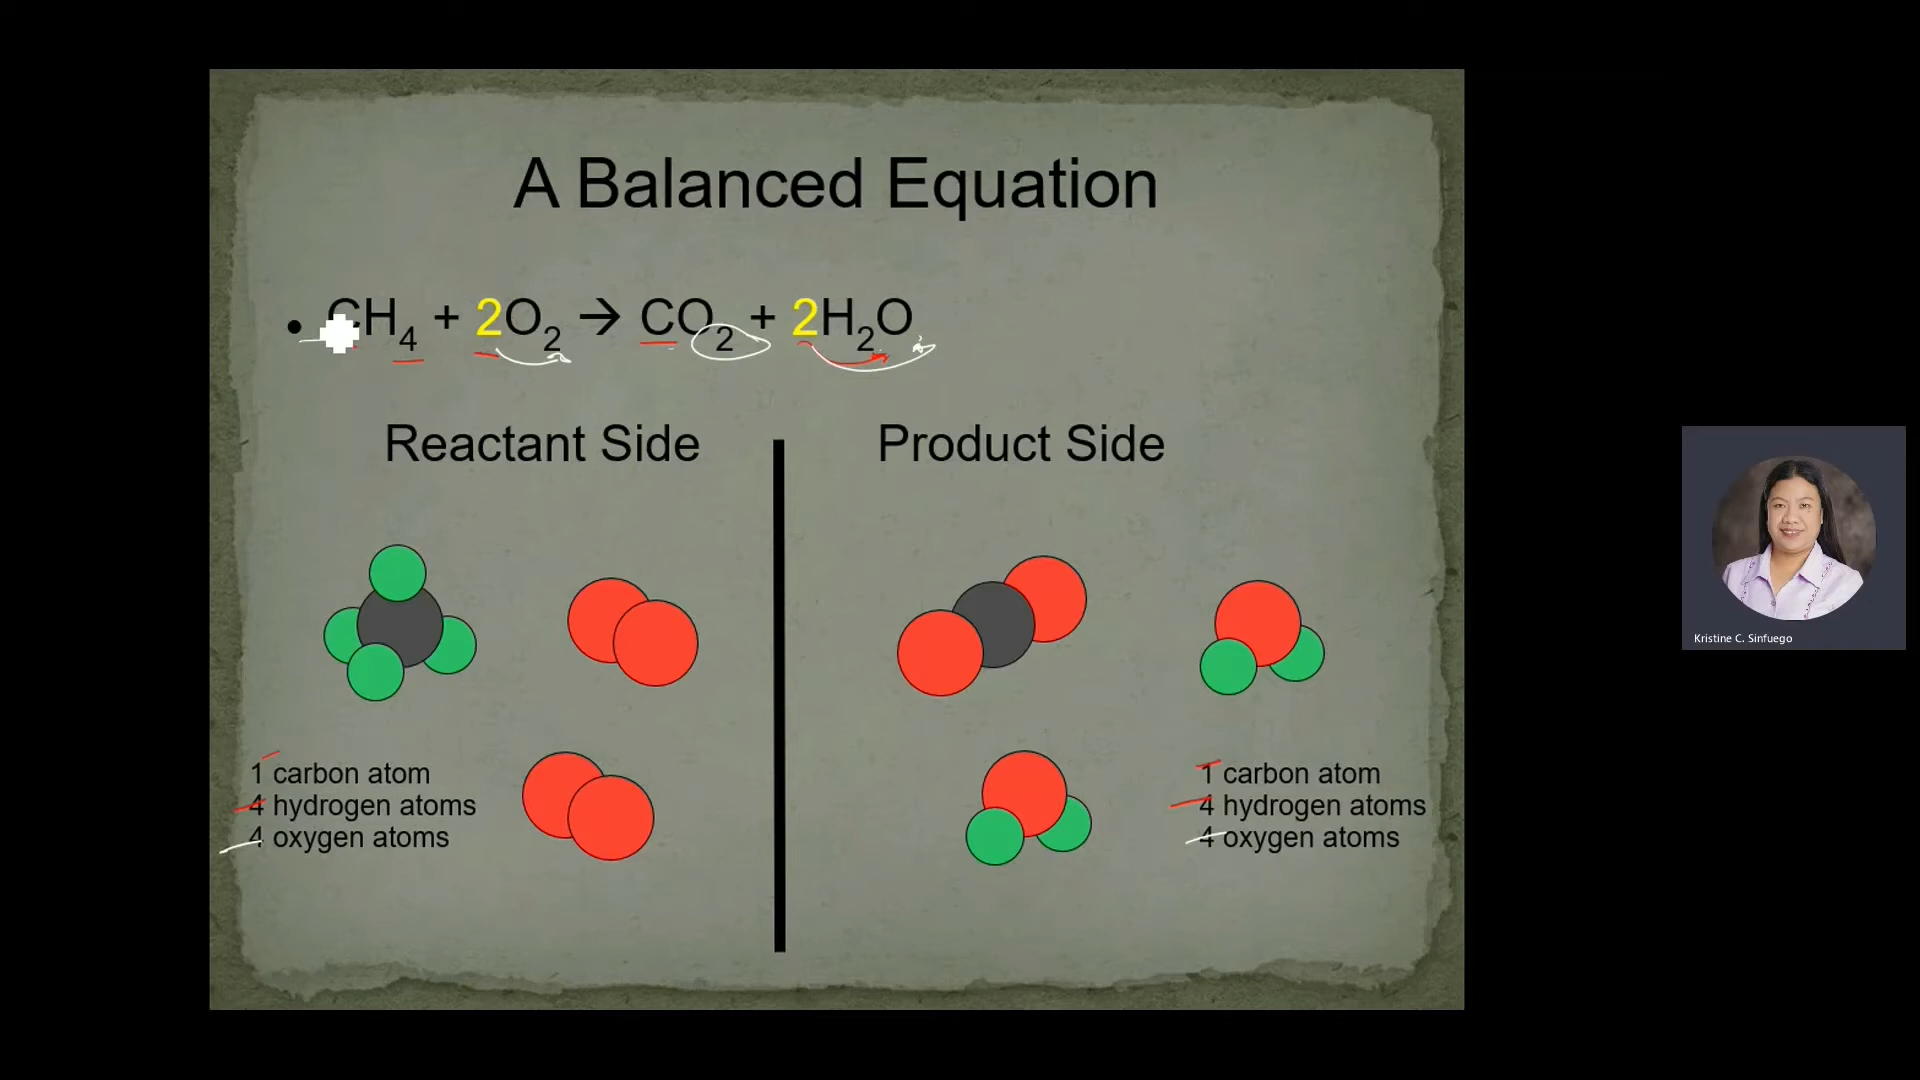 A Balanced Equation
• CH4 + 2O2 → CO2 + 2H2O
Reactant Side
Product Side
1 carbon atom
4 hydrogen atoms
4 oxygen atoms
1 carbon atom
4 hydrogen atoms
4 oxygen atoms
Kristine C. Sinfuego